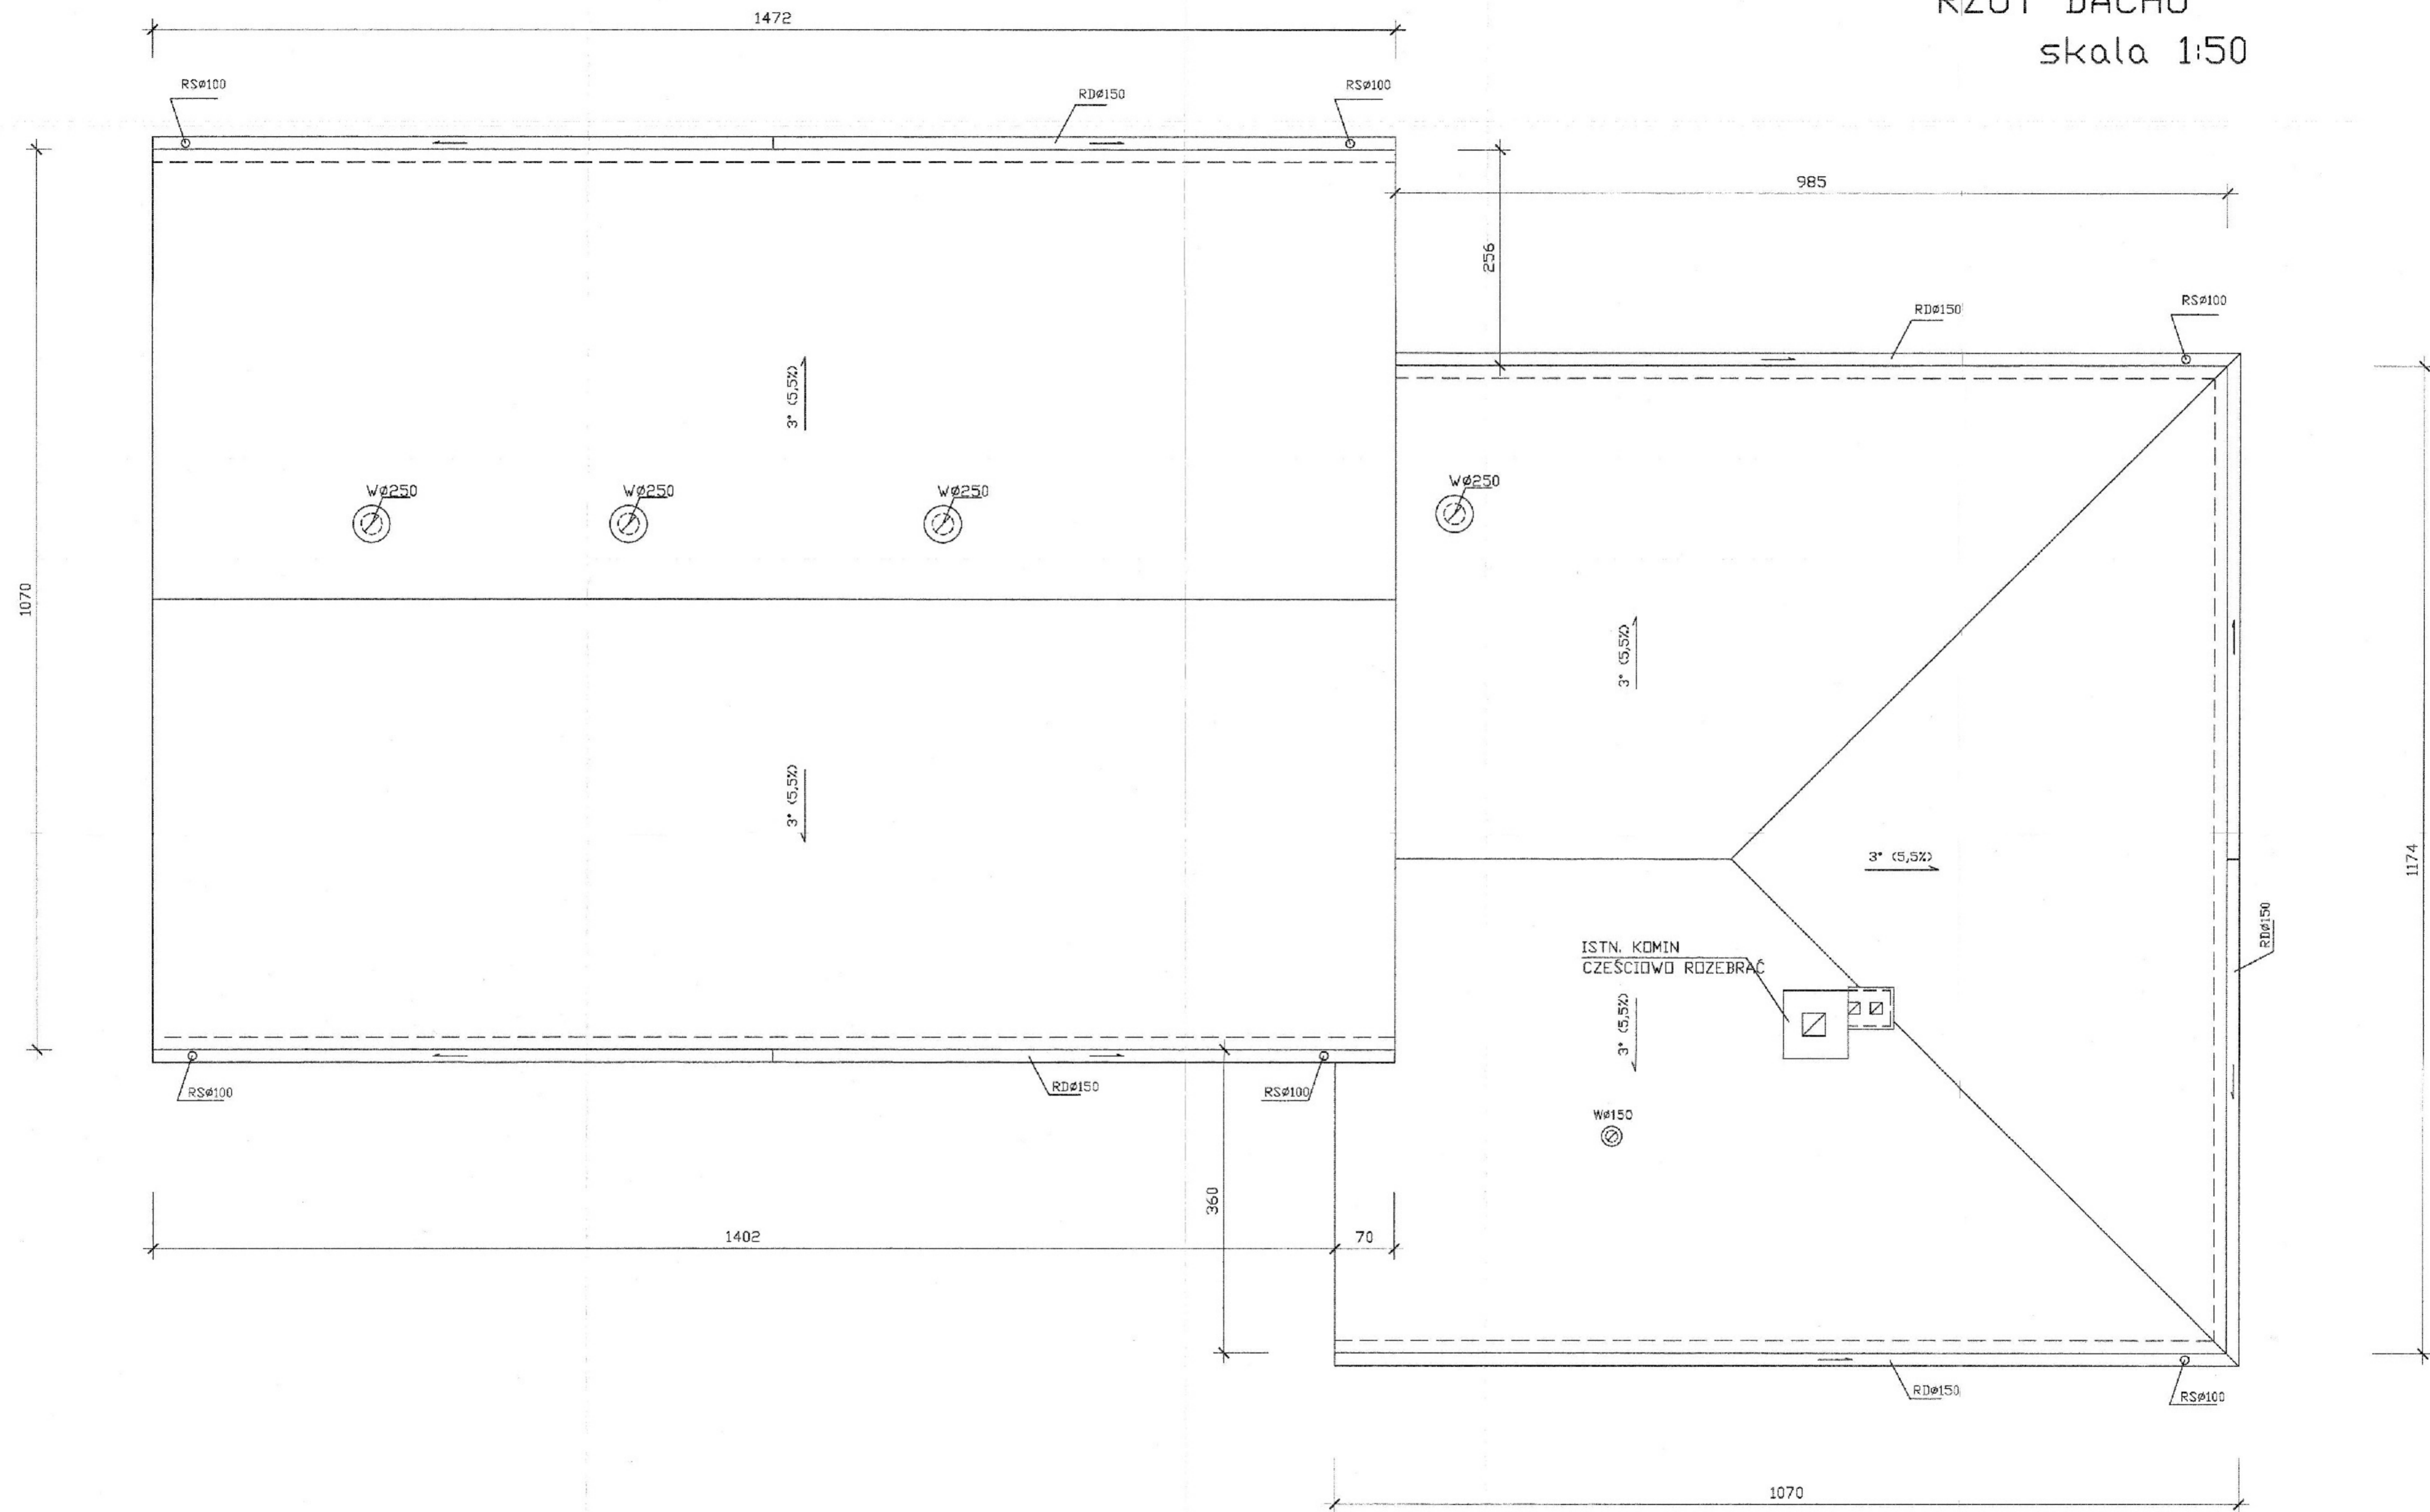 RZUT DACHU
skala 1:50
1472
RSø100
RDø150
RSø100
985
256
RDø150
RSø100
3° (5,5%)
WØ250
WØ250
WØ250
WØ250
1070
3° (5,5%)
3° (5,5%)
3° (5,5%)
1174
RDø150
ISTN. KOMIN
CZEŚCIOWO ROZEBRAĆ
3° (5,5%)
RSø100
RDø150
RSø100
Wø150
360
1402
70
RDø150
RSø100
1070